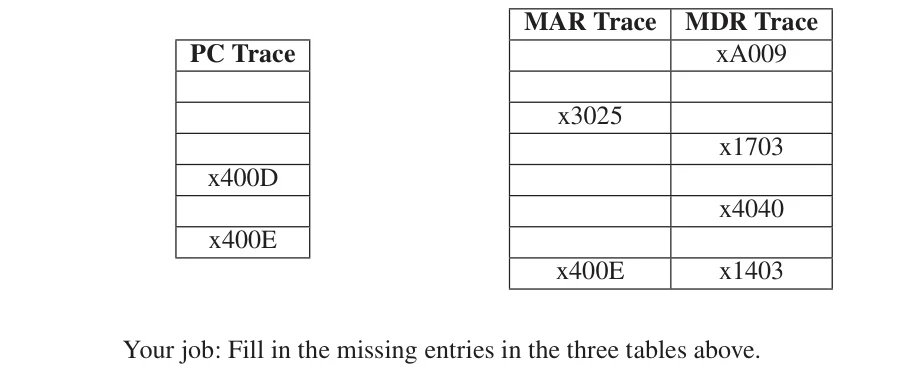 MAR Trace MDR Trace
PC Trace xA009
x3025
x1703
x400D
x4040
x400E
x400E x1403
Your job: Fill in the missing entries in the three tables above.